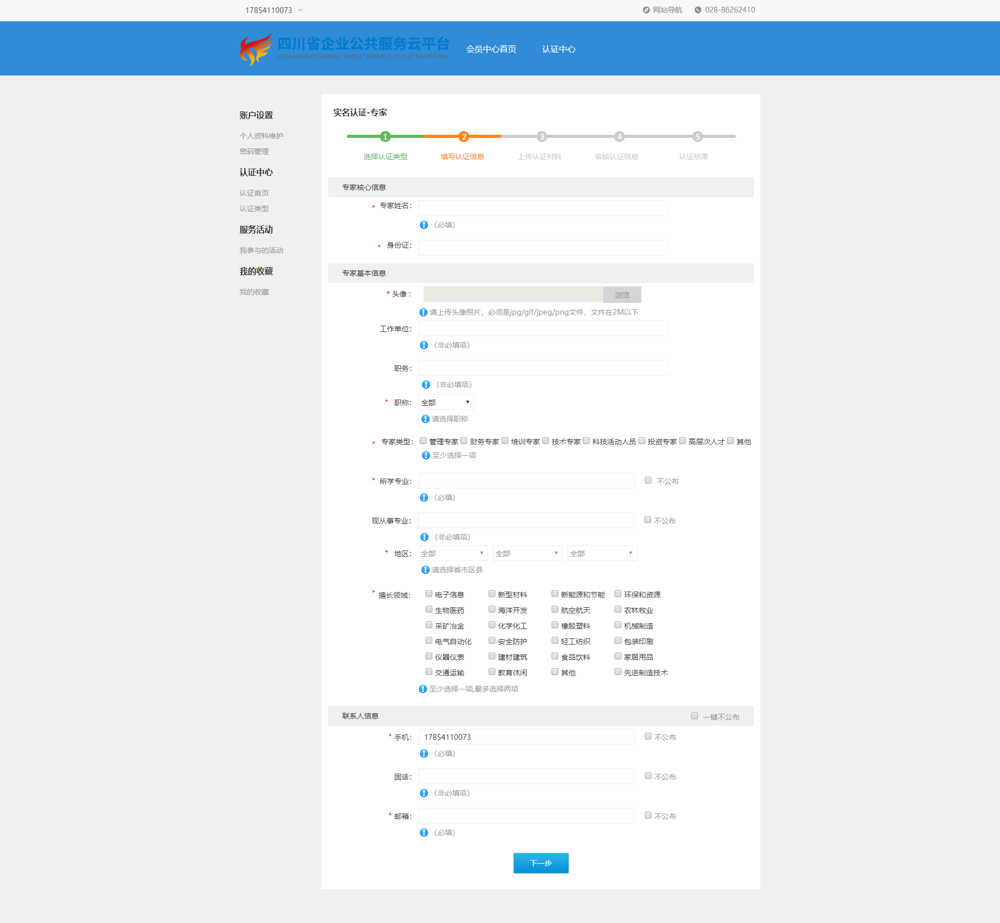 17854110073
网站导航 028-86262410
四川省企业公共服务云平台
SICHUAN ENTERPRISE PUBLIC SERVICE CLOUD PLATFORM
会员中心首页 认证中心
账户设置
个人资料维护
密码管理
认证中心
认证首页
认证类型
服务活动
我参与的活动
我的收藏
我的收藏
实名认证-专家
1 2 3 4 5
选择认证类型 填写认证信息 上传认证材料 审核认证信息 认证结果
专家核心信息
* 专家姓名：
（必填）
* 身份证：
专家基本信息
* 头像： 浏览
请上传头像照片，必须是jpg/gif/jpeg/png文件，文件在2M以下
工作单位：
（非必填项）
职务：
（非必填项）
* 职称： 全部
请选择职称
* 专家类型： 管理专家 财务专家 培训专家 技术专家 科技活动人员 投资专家 高层次人才 其他
至少选择一项
* 所学专业： 不公布
（必填）
现从事专业： 不公布
（非必填项）
* 地区： 全部 全部 全部
请选择省市区县
* 擅长领域： 电子信息 新型材料 新能源和节能 环保和资源
生物医药 海洋开发 航空航天 农林牧业
采矿冶金 化学化工 橡胶塑料 机械制造
电气自动化 安全防护 轻工纺织 包装印刷
仪器仪表 建材建筑 食品饮料 家居用品
交通运输 教育休闲 其他 先进制造技术
至少选择一项,最多选择两项
联系人信息 一键不公布
* 手机： 17854110073 不公布
（必填）
固话： 不公布
（非必填项）
* 邮箱： 不公布
（必填）
下一步